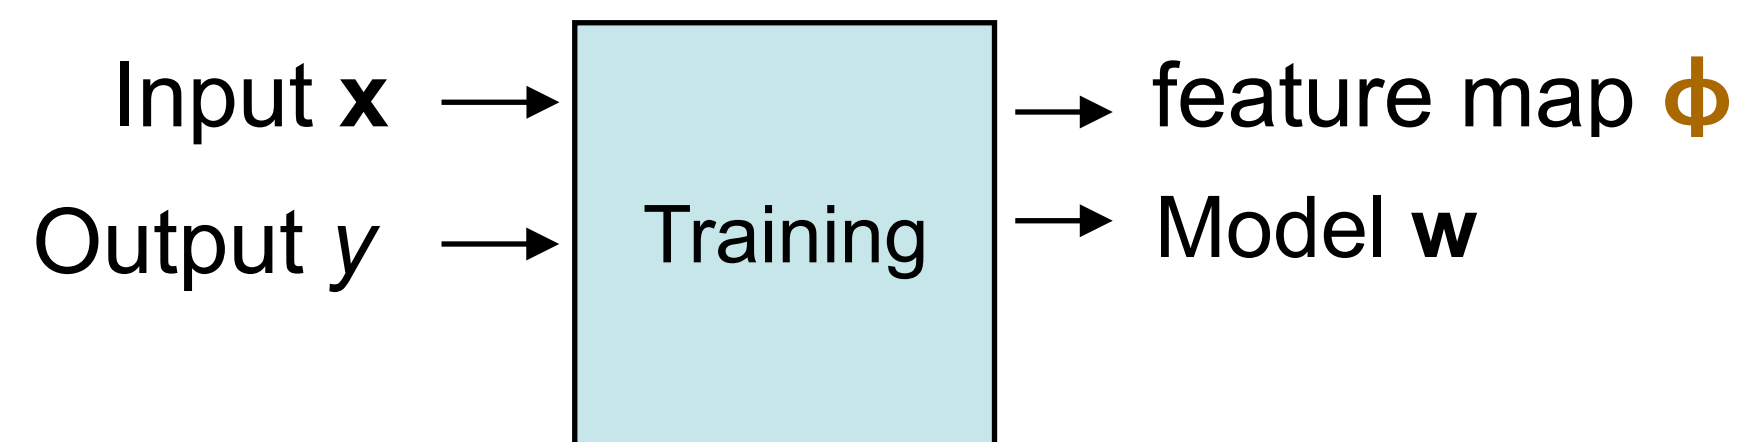 Input x
Output y
Training
feature map ϕ
Model w